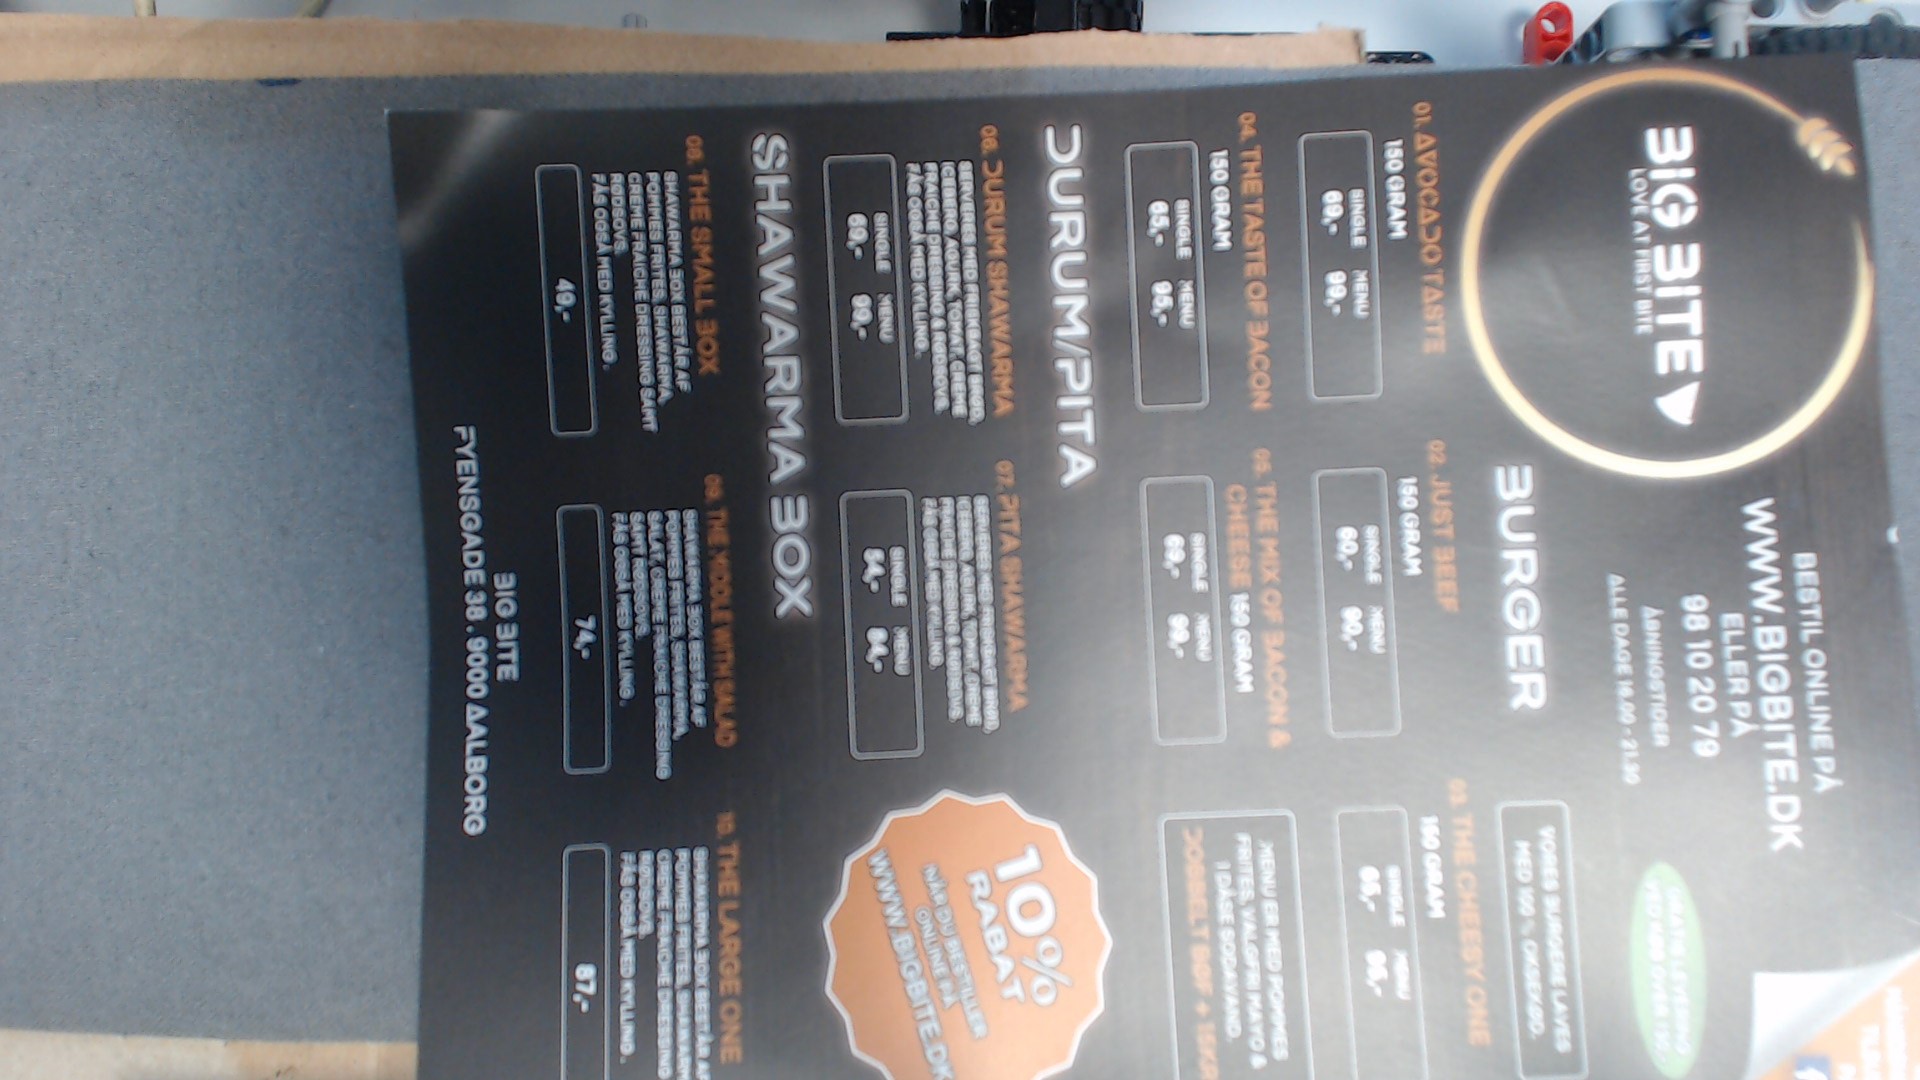 BIG BITE
LOVE AT FIRST BITE
BESTIL ONLINE PÅ
WWW.BIGBITE.DK
ELLER PÅ
98 10 20 79
ÅBNINGSTIDER
ALLE DAGE 16.00 - 21.30
BURGER
VORES BURGERE LAVES
MED 100 % OKSEKØD.
01. AVOCADO TASTE
150 GRAM
SINGLE MENU
69,- 99,-
02. JUST BEEF
150 GRAM
SINGLE MENU
60,- 90,-
03. THE CHEESY ONE
150 GRAM
SINGLE MENU
65,- 95,-
04. THE TASTE OF BACON
150 GRAM
SINGLE MENU
65,- 95,-
05. THE MIX OF BACON &
CHEESE 150 GRAM
SINGLE MENU
69,- 99,-
MENU ER MED POMMES
FRITES, VALGFRI MAYO &
1 DÅSE SODAVAND.
DOBBELT BØF + 15KR
DURUM/PITA
06. DURUM SHAWARMA
SERVERES MED FRISKBAGT BRØD,
ICEBERG, AGURK, TOMAT, CREME
FRAICHE DRESSING & RØDSOVS.
FÅS OGSÅ MED KYLLING.
SINGLE MENU
69,- 99,-
07. PITA SHAWARMA
SERVERES MED FRISKBAGT BRØD,
ICEBERG, AGURK, TOMAT, CREME
FRAICHE DRESSING & RØDSOVS.
FÅS OGSÅ MED KYLLING.
SINGLE MENU
54,- 84,-
10%
RABAT
NÅR DU BESTILLER
ONLINE PÅ
WWW.BIGBITE.DK
SHAWARMA BOX
08. THE SMALL BOX
SHAWARMA BOX BESTÅR AF
POMMES FRITES, SHAWARMA,
CREME FRAICHE DRESSING SAMT
RØDSOVS.
FÅS OGSÅ MED KYLLING.
49,-
09. THE MIDDLE WITH SALAD
SHAWARMA BOX BESTÅR AF
POMMES FRITES, SHAWARMA,
SALAT, CREME FRAICHE DRESSING
SAMT RØDSOVS.
FÅS OGSÅ MED KYLLING.
74,-
10. THE LARGE ONE
SHAWARMA BOX BESTÅR AF
POMMES FRITES, SHAWARM
CREME FRAICHE DRESSING
RØDSOVS.
FÅS OGSÅ MED KYLLING.
87,-
BIG BITE
FYENSGADE 38 . 9000 AALBORG